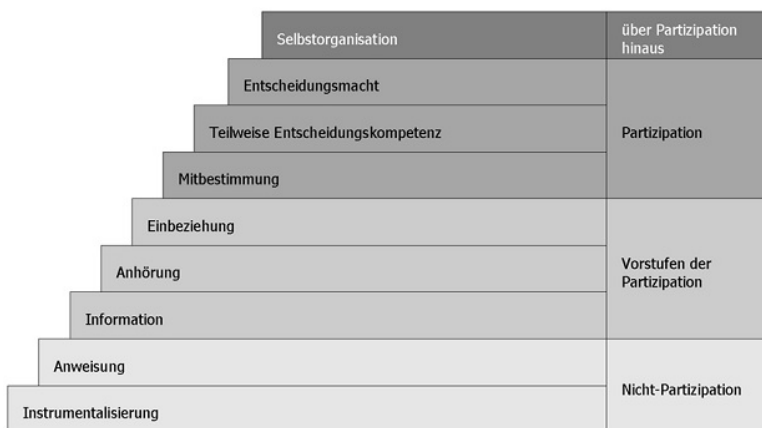 Selbstorganisation
über Partizipation
hinaus
Entscheidungsmacht
Teilweise Entscheidungskompetenz
Partizipation
Mitbestimmung
Einbeziehung
Anhörung
Vorstufen der
Partizipation
Information
Anweisung
Nicht-Partizipation
Instrumentalisierung